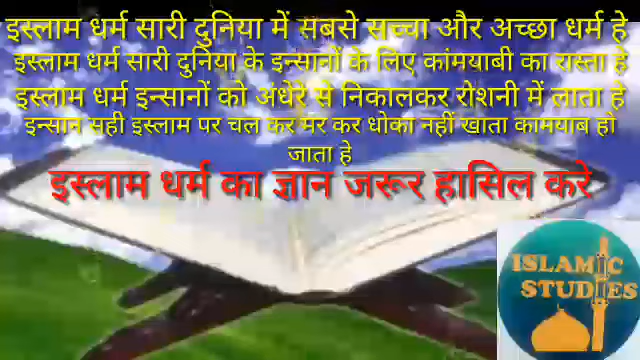 इस्लाम धर्म सारी दुनिया में सबसे सच्चा और अच्छा धर्म हे
इस्लाम धर्म सारी दुनिया के इन्सानों के लिए कांमयाबी का रास्ता हे
इस्लाम धर्म इन्सानों को अंधेरे से निकालकर रोशनी में लाता हे
इन्सान सही इस्लाम पर चल कर मर कर धोका नहीं खाता कामयाब हो
जाता हे
इस्लाम धर्म का ज्ञान जरूर हासिल करे
ISLAMIC
STUDIES